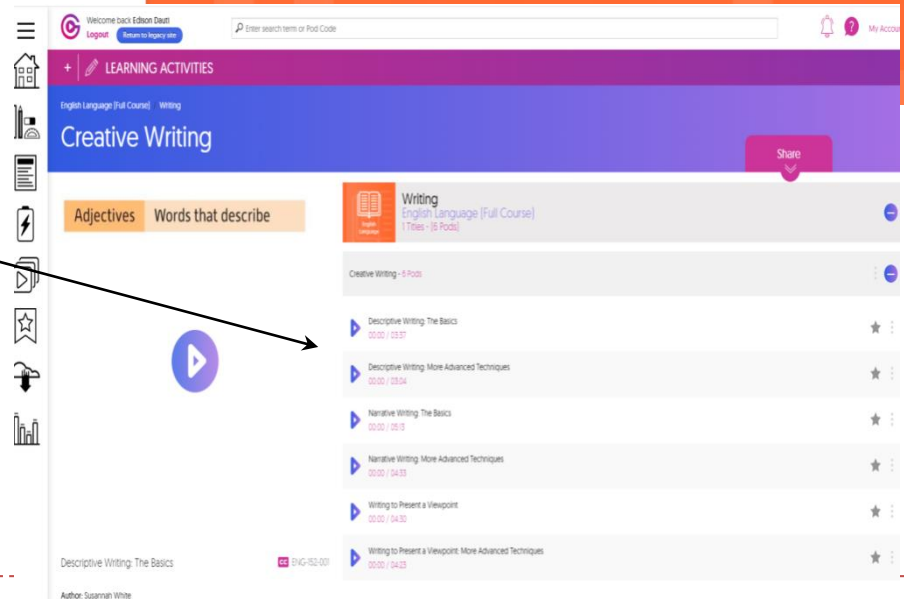 Welcome back Edison Dauti
Logout Return to legacy site
Enter search term or Pod Code
?
My Accoun
+ LEARNING ACTIVITIES
English Language [Full Course] Writing
Creative Writing
Share
Adjectives Words that describe
English Language
Writing
English Language [Full Course]
1 Titles - [6 Pods]
Creative Writing - 6 Pods
Descriptive Writing: The Basics
00:00 / 03:37
Descriptive Writing: More Advanced Techniques
00:00 / 03:04
Narrative Writing: The Basics
00:00 / 05:13
Narrative Writing: More Advanced Techniques
00:00 / 04:33
Writing to Present a Viewpoint
00:00 / 04:30
Writing to Present a Viewpoint: More Advanced Techniques
00:00 / 04:23
Descriptive Writing: The Basics
CC ENG-152-001
Author: Susannah White